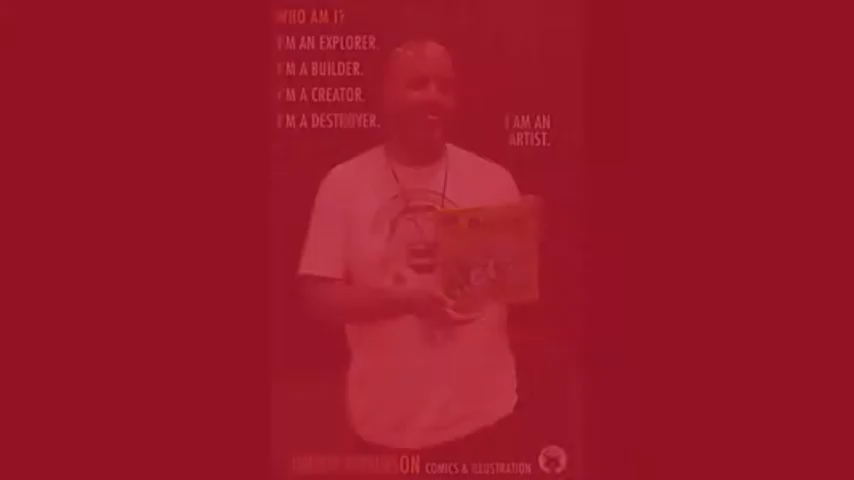 WHO AM I?
I'M AN EXPLORER.
I'M A BUILDER.
I'M A CREATOR.
I'M A DESTROYER.
I AM AN
ARTIST.
COMICS & ILLUSTRATION